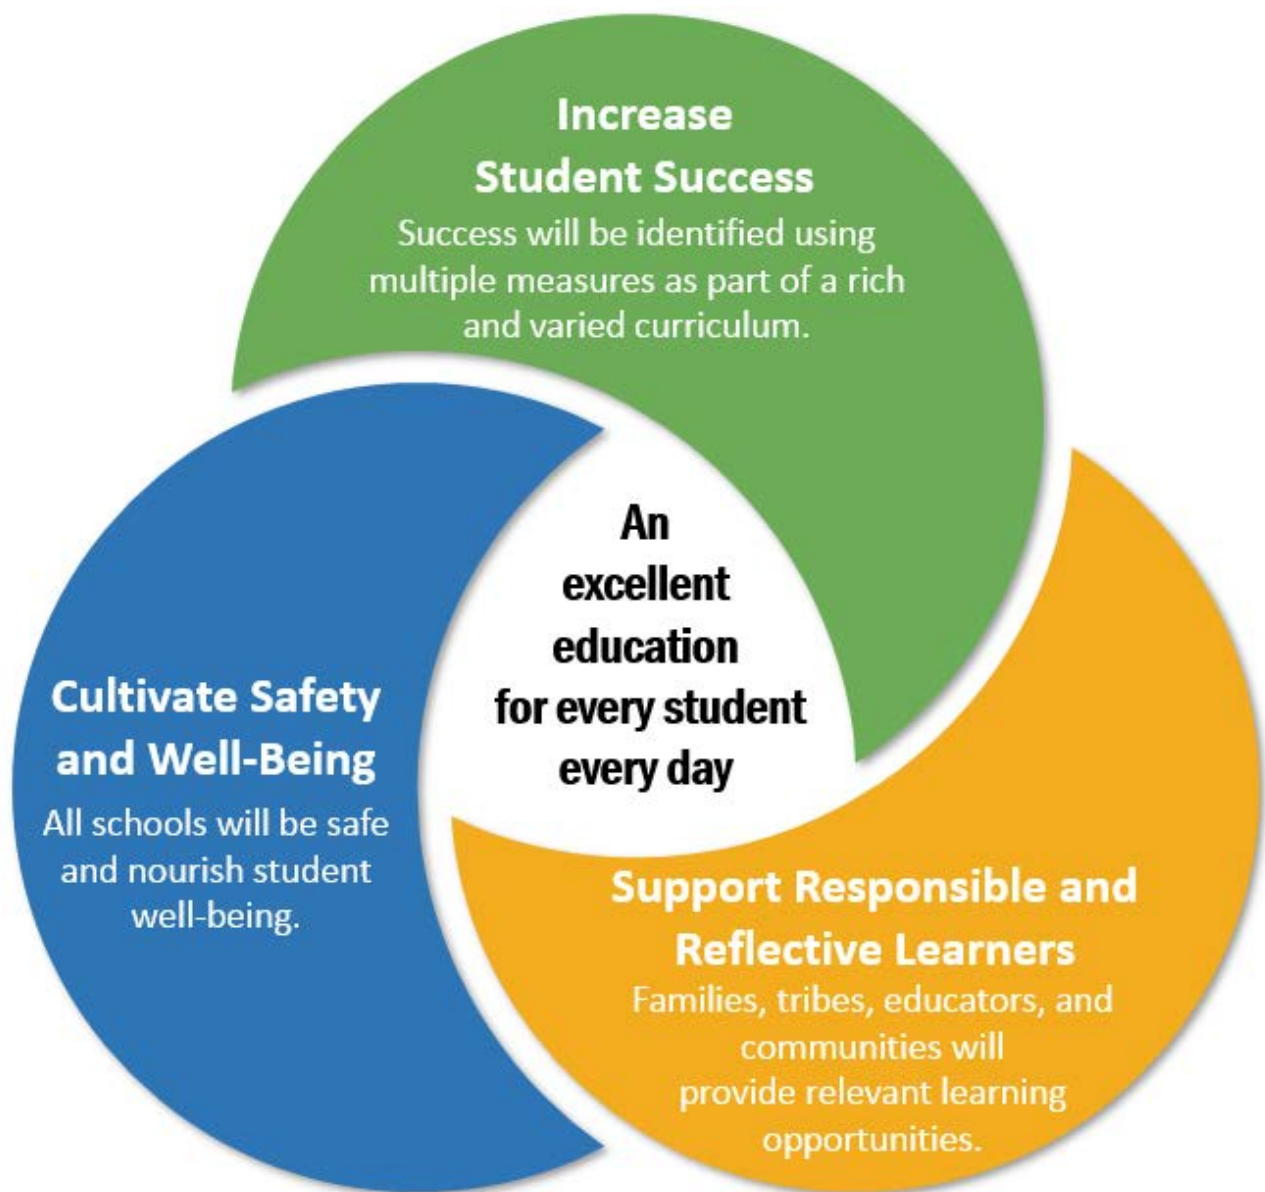 Increase
Student Success
Success will be identified using
multiple measures as part of a rich
and varied curriculum.
An
excellent
education
for every student
every day
Cultivate Safety
and Well-Being
All schools will be safe
and nourish student
well-being.
Support Responsible and
Reflective Learners
Families, tribes, educators, and
communities will
provide relevant learning
opportunities.